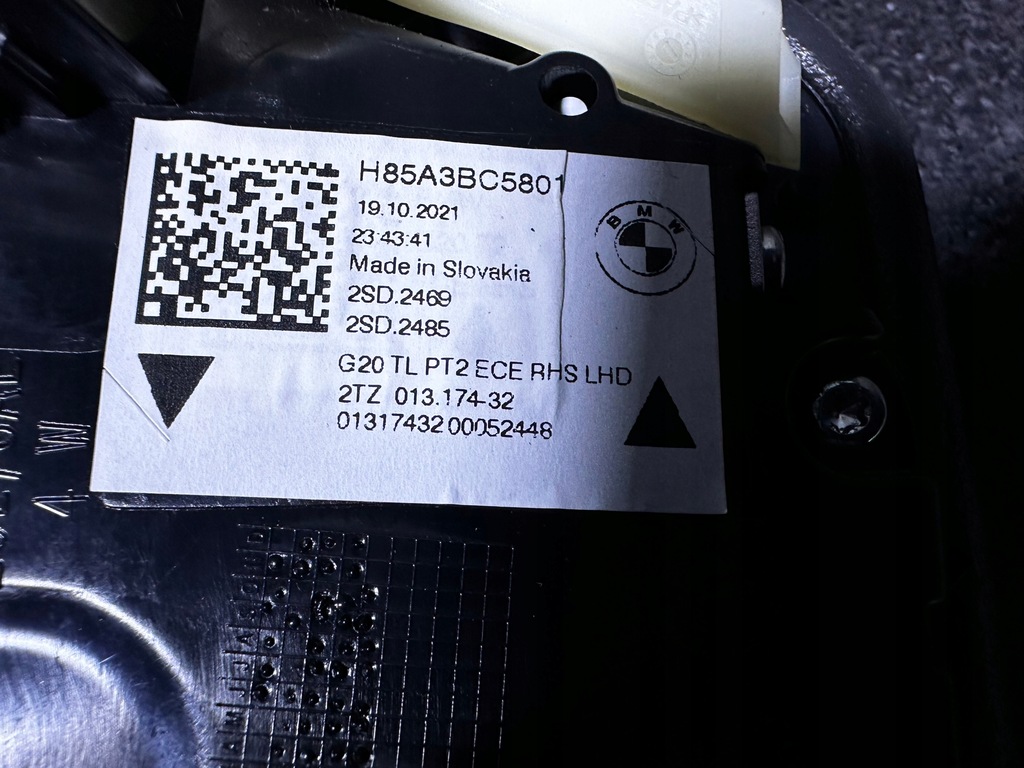 H85A3BC5801
19.10.2021
23:43:41
Made in Slovakia
2SD.2469
2SD.2485
BMW
G20 TL PT2 ECE RHS LHD
2TZ 013.174-32
01317432 00052448